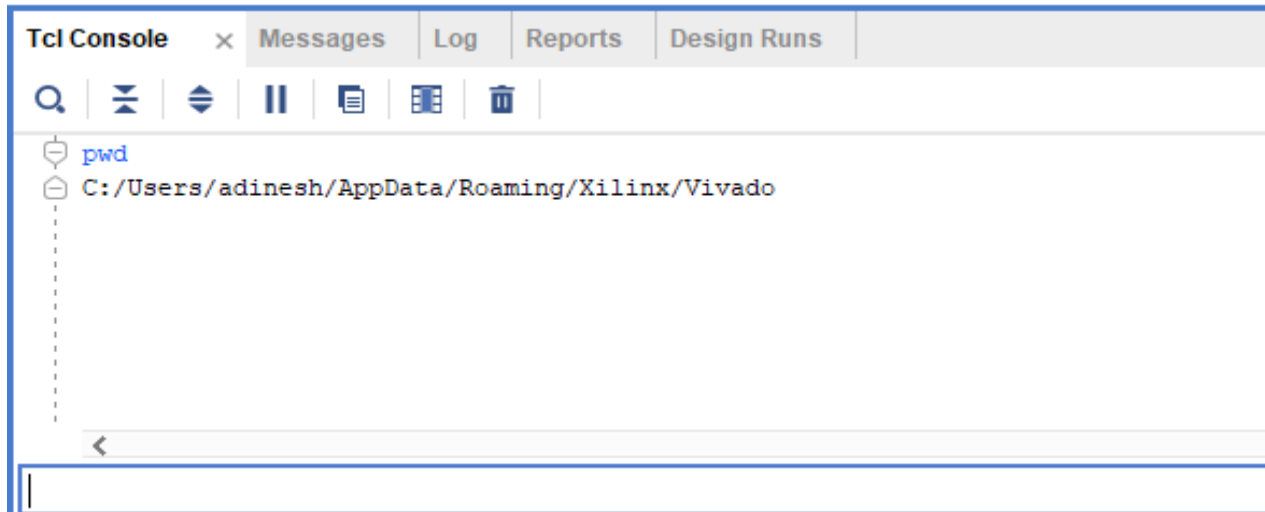 Tcl Console Messages Log Reports Design Runs
pwd
C:/Users/adinesh/AppData/Roaming/Xilinx/Vivado